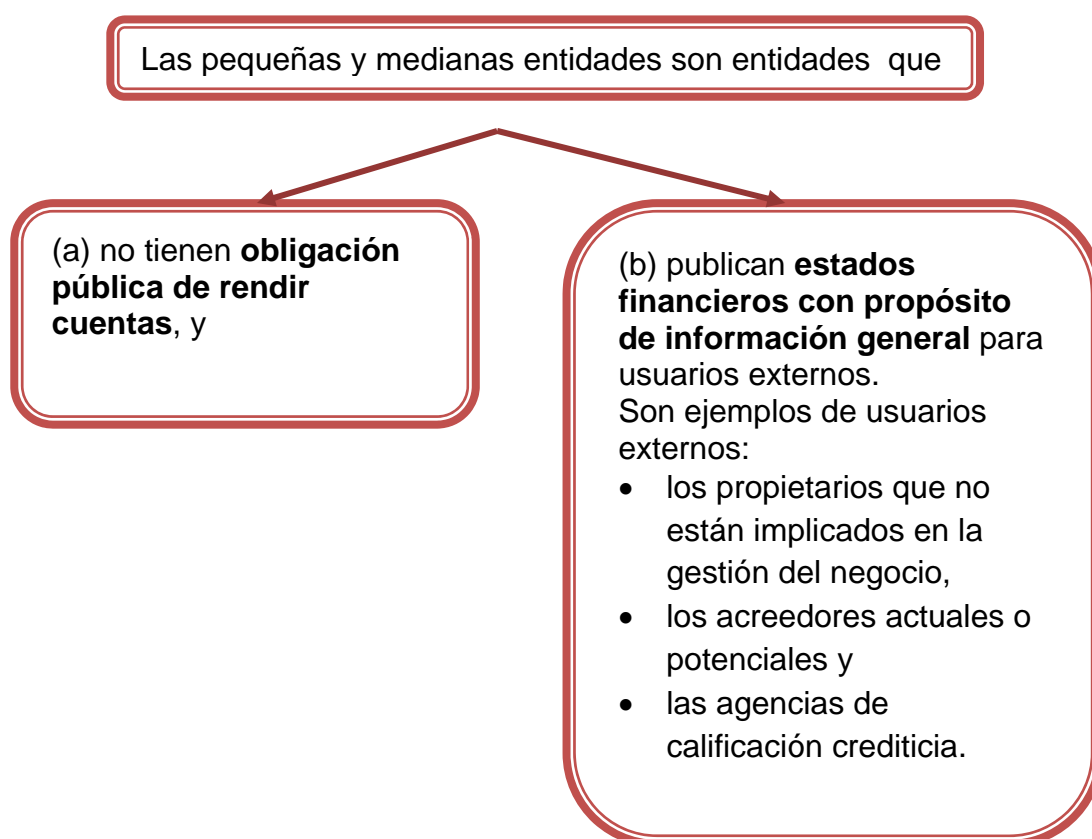 Las pequeñas y medianas entidades son entidades  que
(a) no tienen obligación
pública de rendir
cuentas, y
(b) publican estados
financieros con propósito
de información general para
usuarios externos.
Son ejemplos de usuarios
externos:
• los propietarios que no
están implicados en la
gestión del negocio,
• los acreedores actuales o
potenciales y
• las agencias de
calificación crediticia.